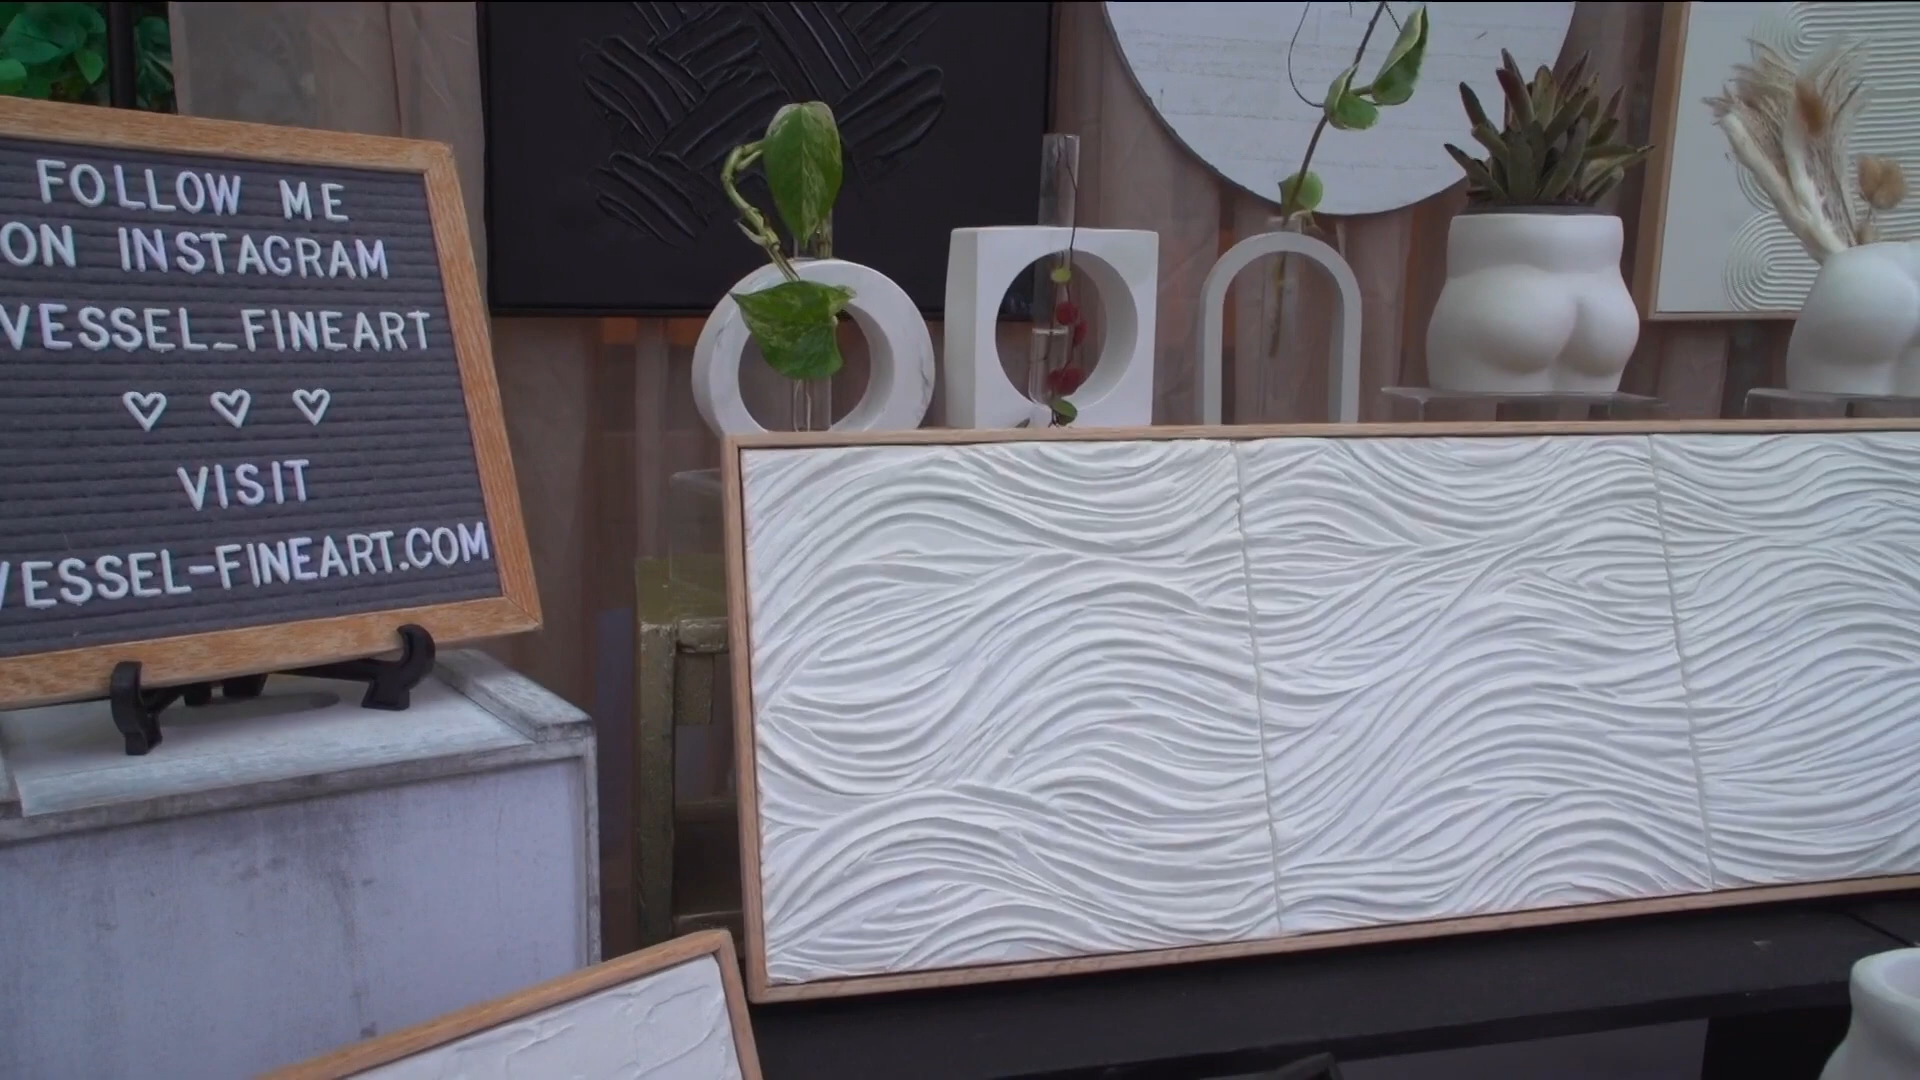 FOLLOW ME
ON INSTAGRAM
VESSEL_FINEART
♡ ♡ ♡
VISIT
VESSEL-FINEART.COM